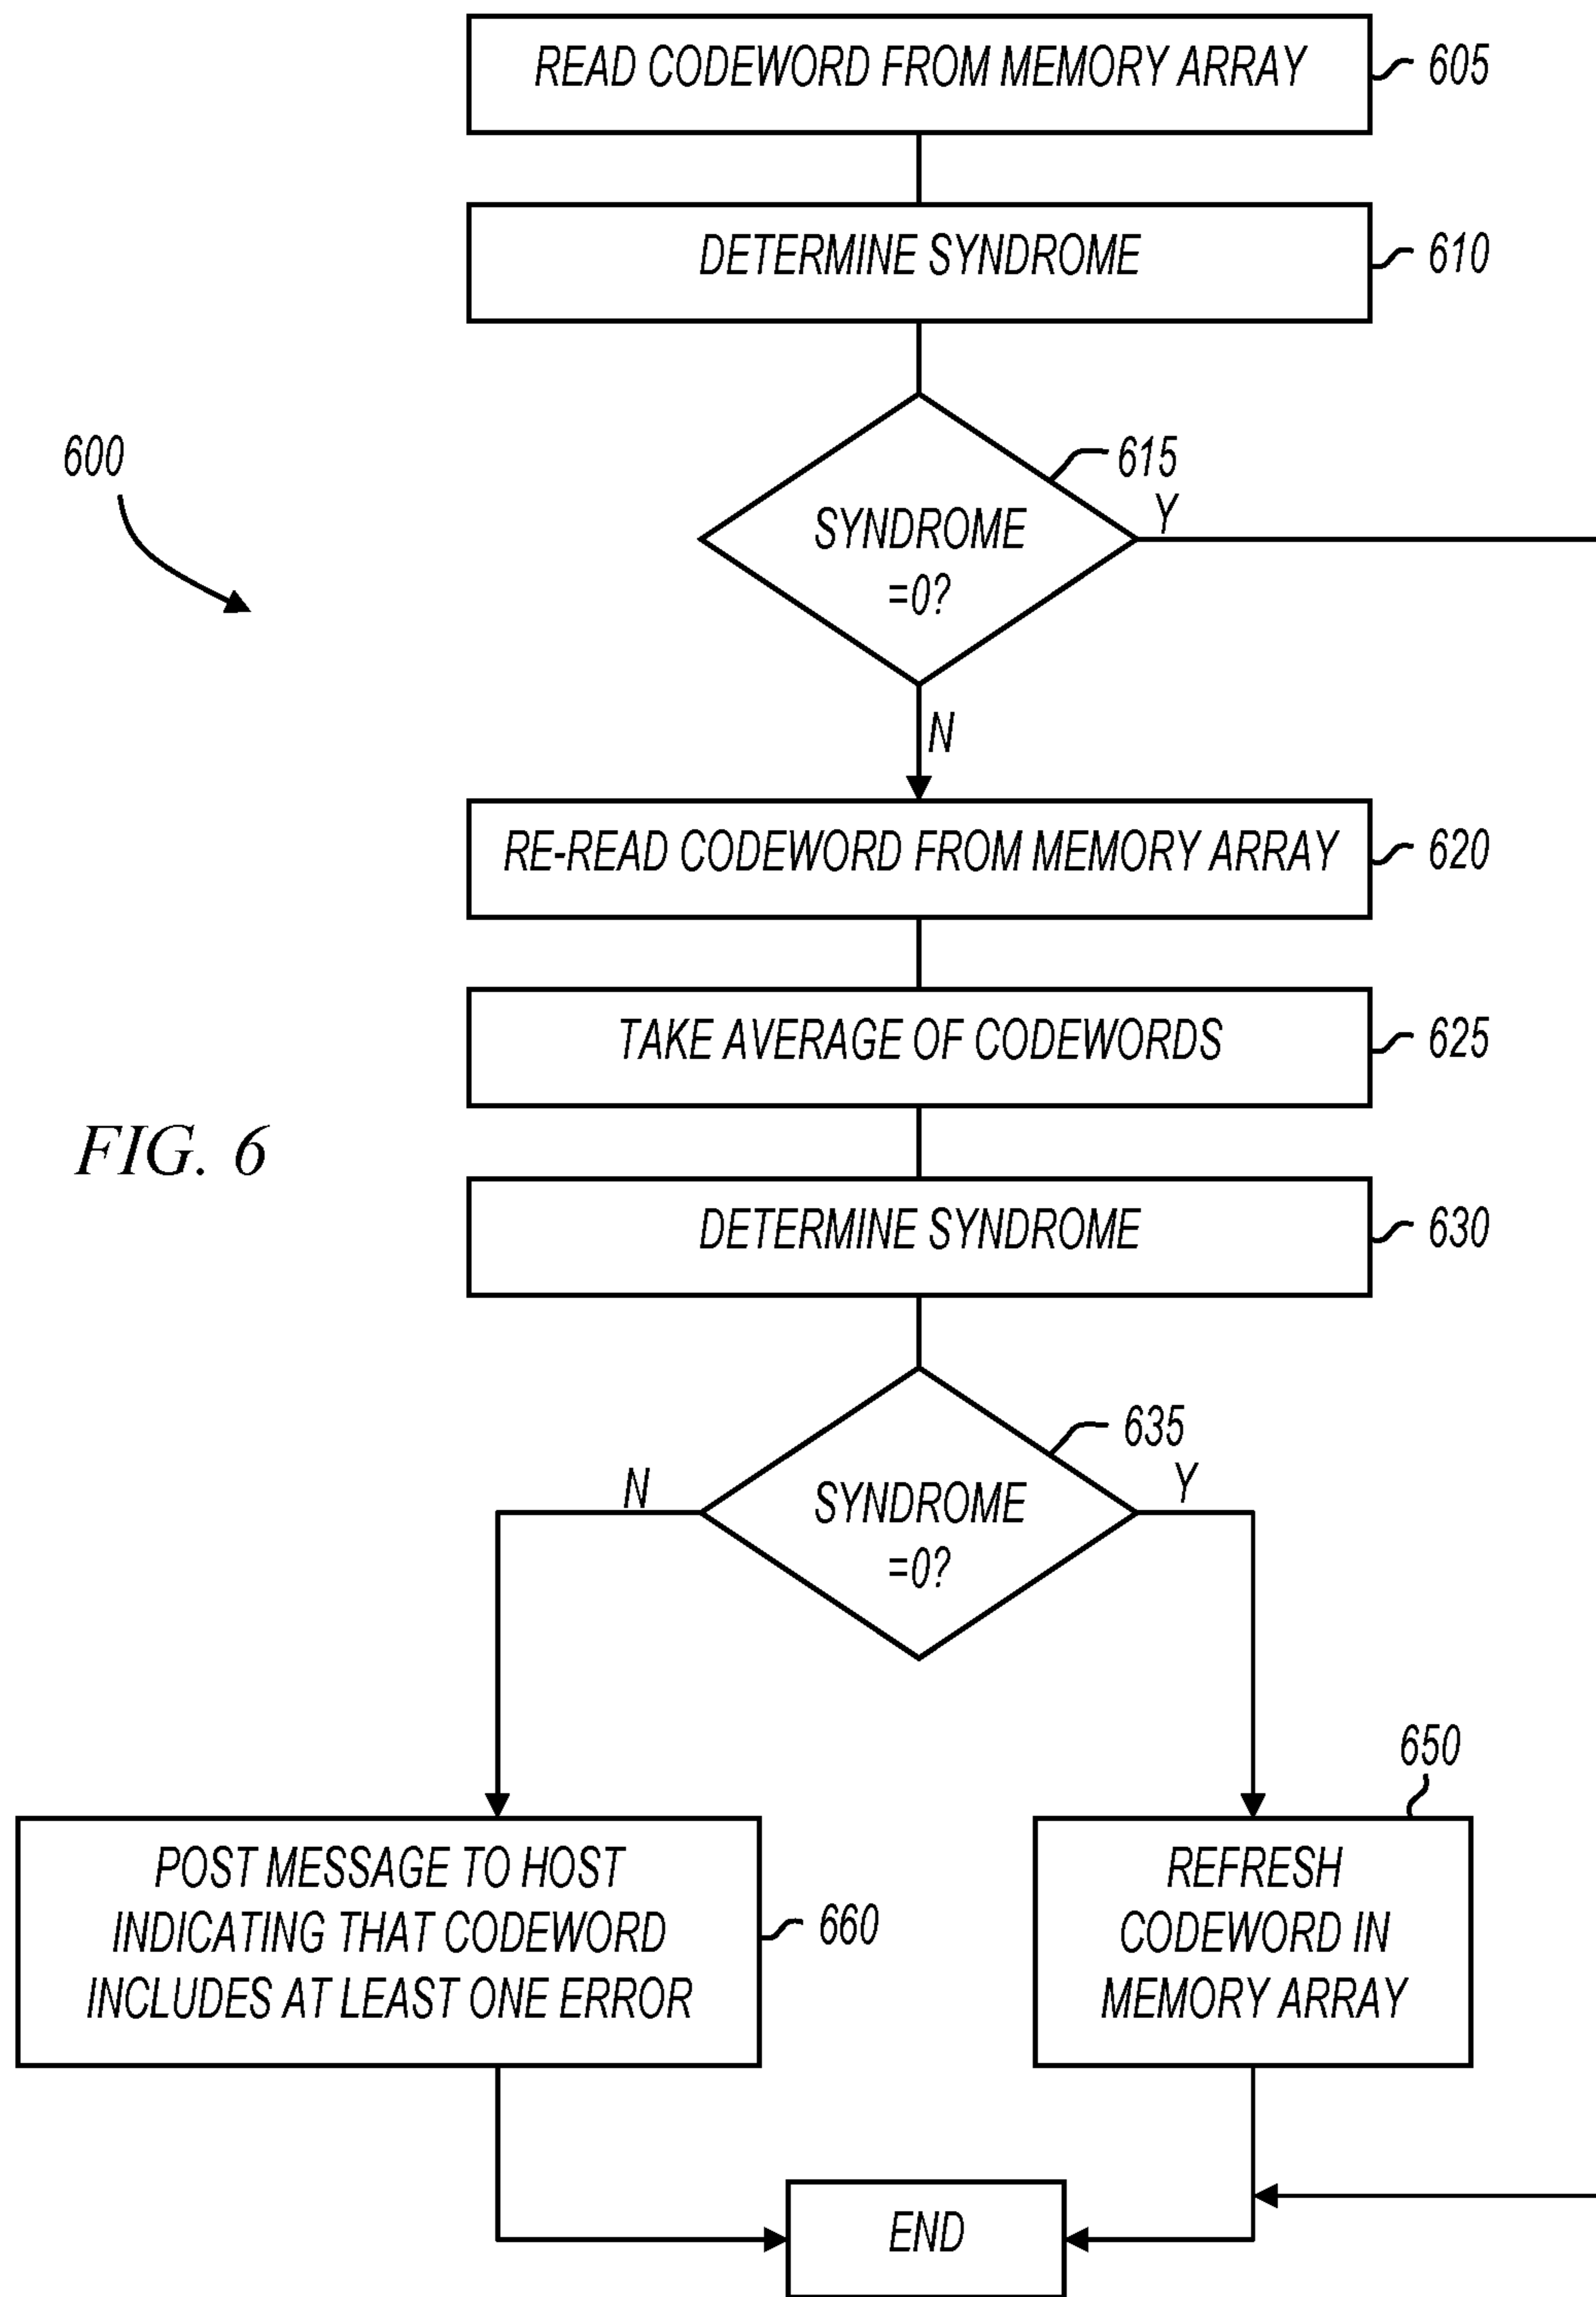 READ CODEWORD FROM MEMORY ARRAY
605
DETERMINE SYNDROME
610
600
615
SYNDROME
=0?
Y
N
RE-READ CODEWORD FROM MEMORY ARRAY
620
TAKE AVERAGE OF CODEWORDS
625
FIG. 6
DETERMINE SYNDROME
630
635
N
SYNDROME
=0?
Y
650
POST MESSAGE TO HOST
INDICATING THAT CODEWORD
INCLUDES AT LEAST ONE ERROR
660
REFRESH
CODEWORD IN
MEMORY ARRAY
END